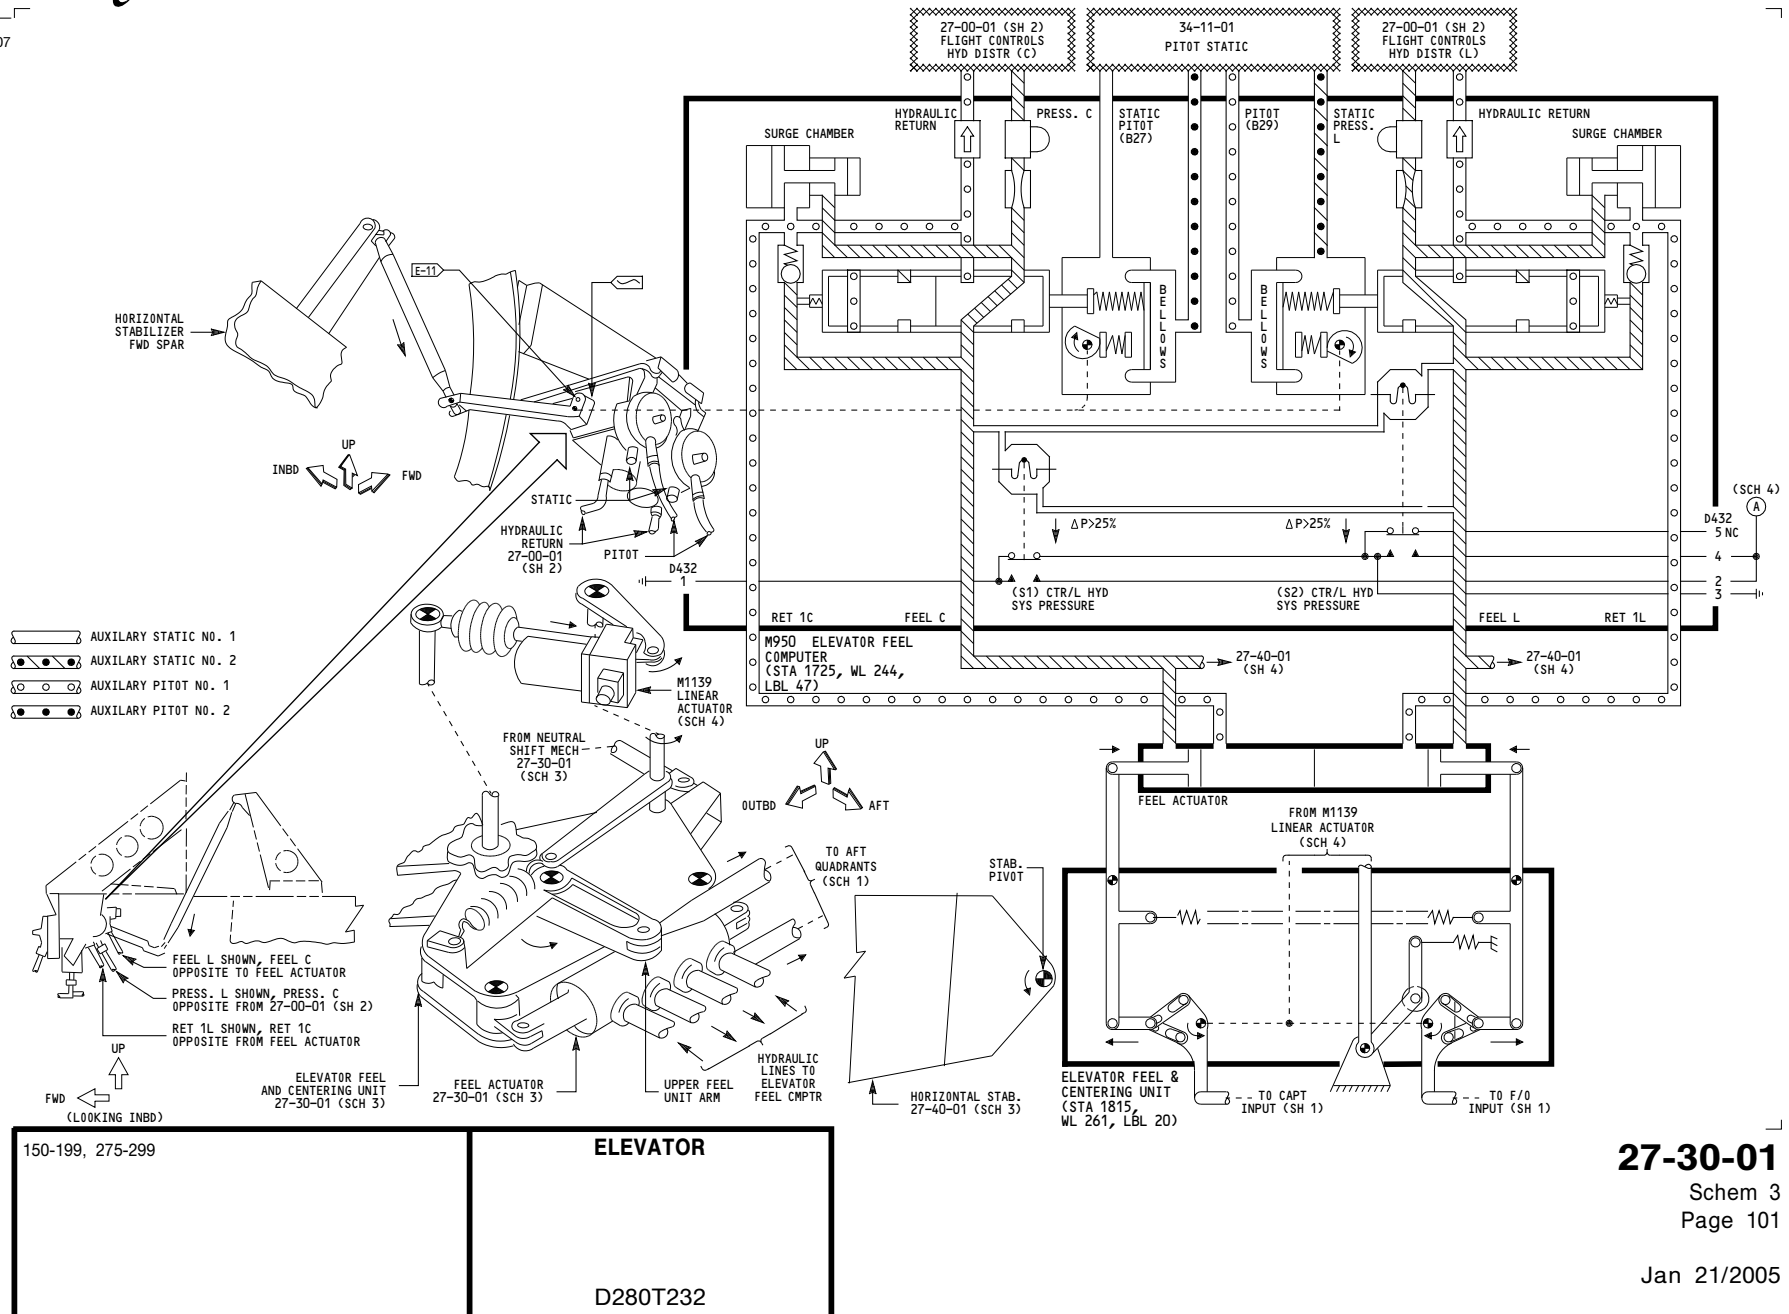 07
27-00-01 (SH 2)
FLIGHT CONTROLS
HYD DISTR (C)
34-11-01
PITOT STATIC
27-00-01 (SH 2)
FLIGHT CONTROLS
HYD DISTR (L)
HYDRAULIC
RETURN
PRESS. C
STATIC
PITOT
(B27)
PITOT
(B29)
STATIC
PRESS.
L
HYDRAULIC RETURN
SURGE CHAMBER
SURGE CHAMBER
BELLOWS
BELLOWS
E-11
HORIZONTAL
STABILIZER
FWD SPAR
UP
INBD
FWD
STATIC
HYDRAULIC
RETURN
27-00-01
(SH 2)
PITOT
Δ P>25%
Δ P>25%
(SCH 4)
A
D432
5 NC
4
2
3
D432
1
(S1) CTR/L HYD
SYS PRESSURE
(S2) CTR/L HYD
SYS PRESSURE
RET 1C
FEEL C
FEEL L
RET 1L
M950 ELEVATOR FEEL
COMPUTER
(STA 1725, WL 244,
LBL 47)
27-40-01
(SH 4)
27-40-01
(SH 4)
AUXILARY STATIC NO. 1
AUXILARY STATIC NO. 2
AUXILARY PITOT NO. 1
AUXILARY PITOT NO. 2
M1139
LINEAR
ACTUATOR
(SCH 4)
FROM NEUTRAL
SHIFT MECH
27-30-01
(SCH 3)
UP
OUTBD
AFT
FEEL ACTUATOR
FROM M1139
LINEAR ACTUATOR
(SCH 4)
TO AFT
QUADRANTS
(SCH 1)
STAB.
PIVOT
FEEL L SHOWN, FEEL C
OPPOSITE TO FEEL ACTUATOR
PRESS. L SHOWN, PRESS. C
OPPOSITE FROM 27-00-01 (SH 2)
RET 1L SHOWN, RET 1C
OPPOSITE FROM FEEL ACTUATOR
UP
FWD
(LOOKING INBD)
ELEVATOR FEEL
AND CENTERING UNIT
27-30-01 (SCH 3)
FEEL ACTUATOR
27-30-01 (SCH 3)
UPPER FEEL
UNIT ARM
HYDRAULIC
LINES TO
ELEVATOR
FEEL CMPTR
HORIZONTAL STAB.
27-40-01 (SCH 3)
ELEVATOR FEEL &
CENTERING UNIT
(STA 1815,
WL 261, LBL 20)
TO CAPT
INPUT (SH 1)
TO F/O
INPUT (SH 1)
150-199, 275-299
ELEVATOR
D280T232
27-30-01
Schem 3
Page 101
Jan 21/2005